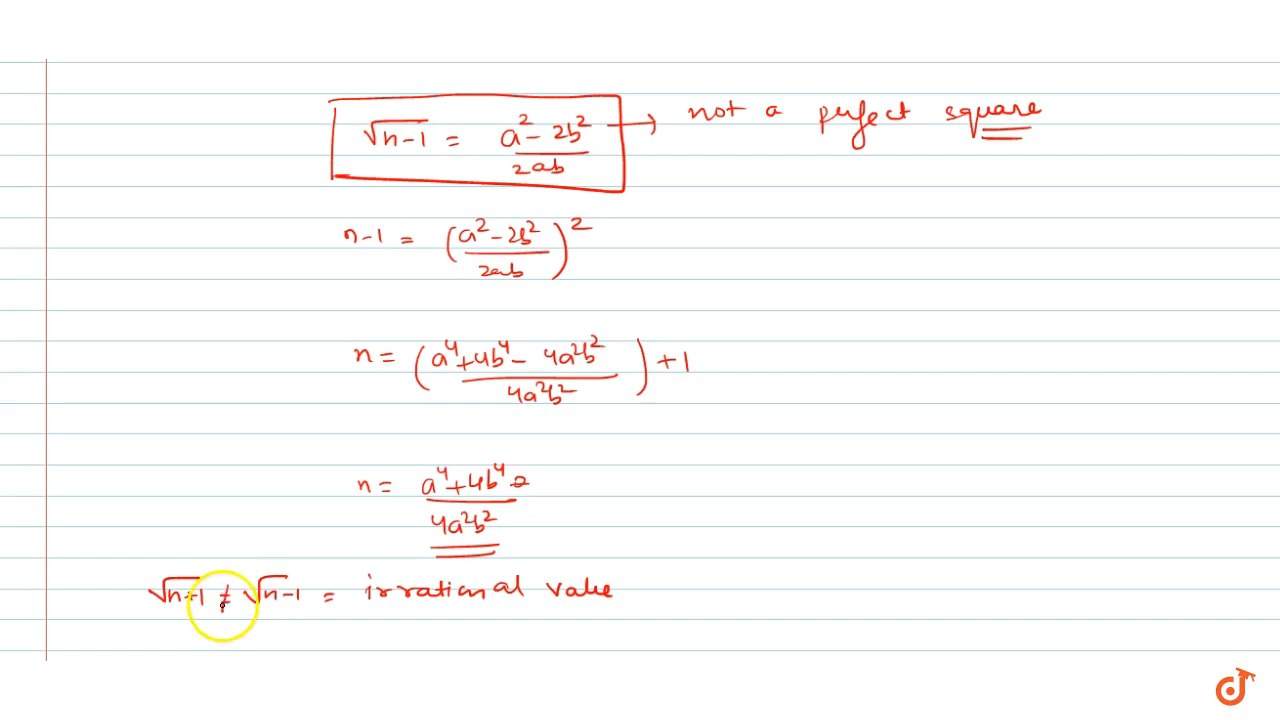 √n-1 = a² - 2b² / 2ab → not a perfect square
n-1 = (a² - 2b² / 2ab)²
n = (a⁴ + 4b⁴ - 4a²b² / 4a²b²) + 1
n = a⁴ + 4b⁴ / 4a²b²
√n+1 √n-1 = irrational value